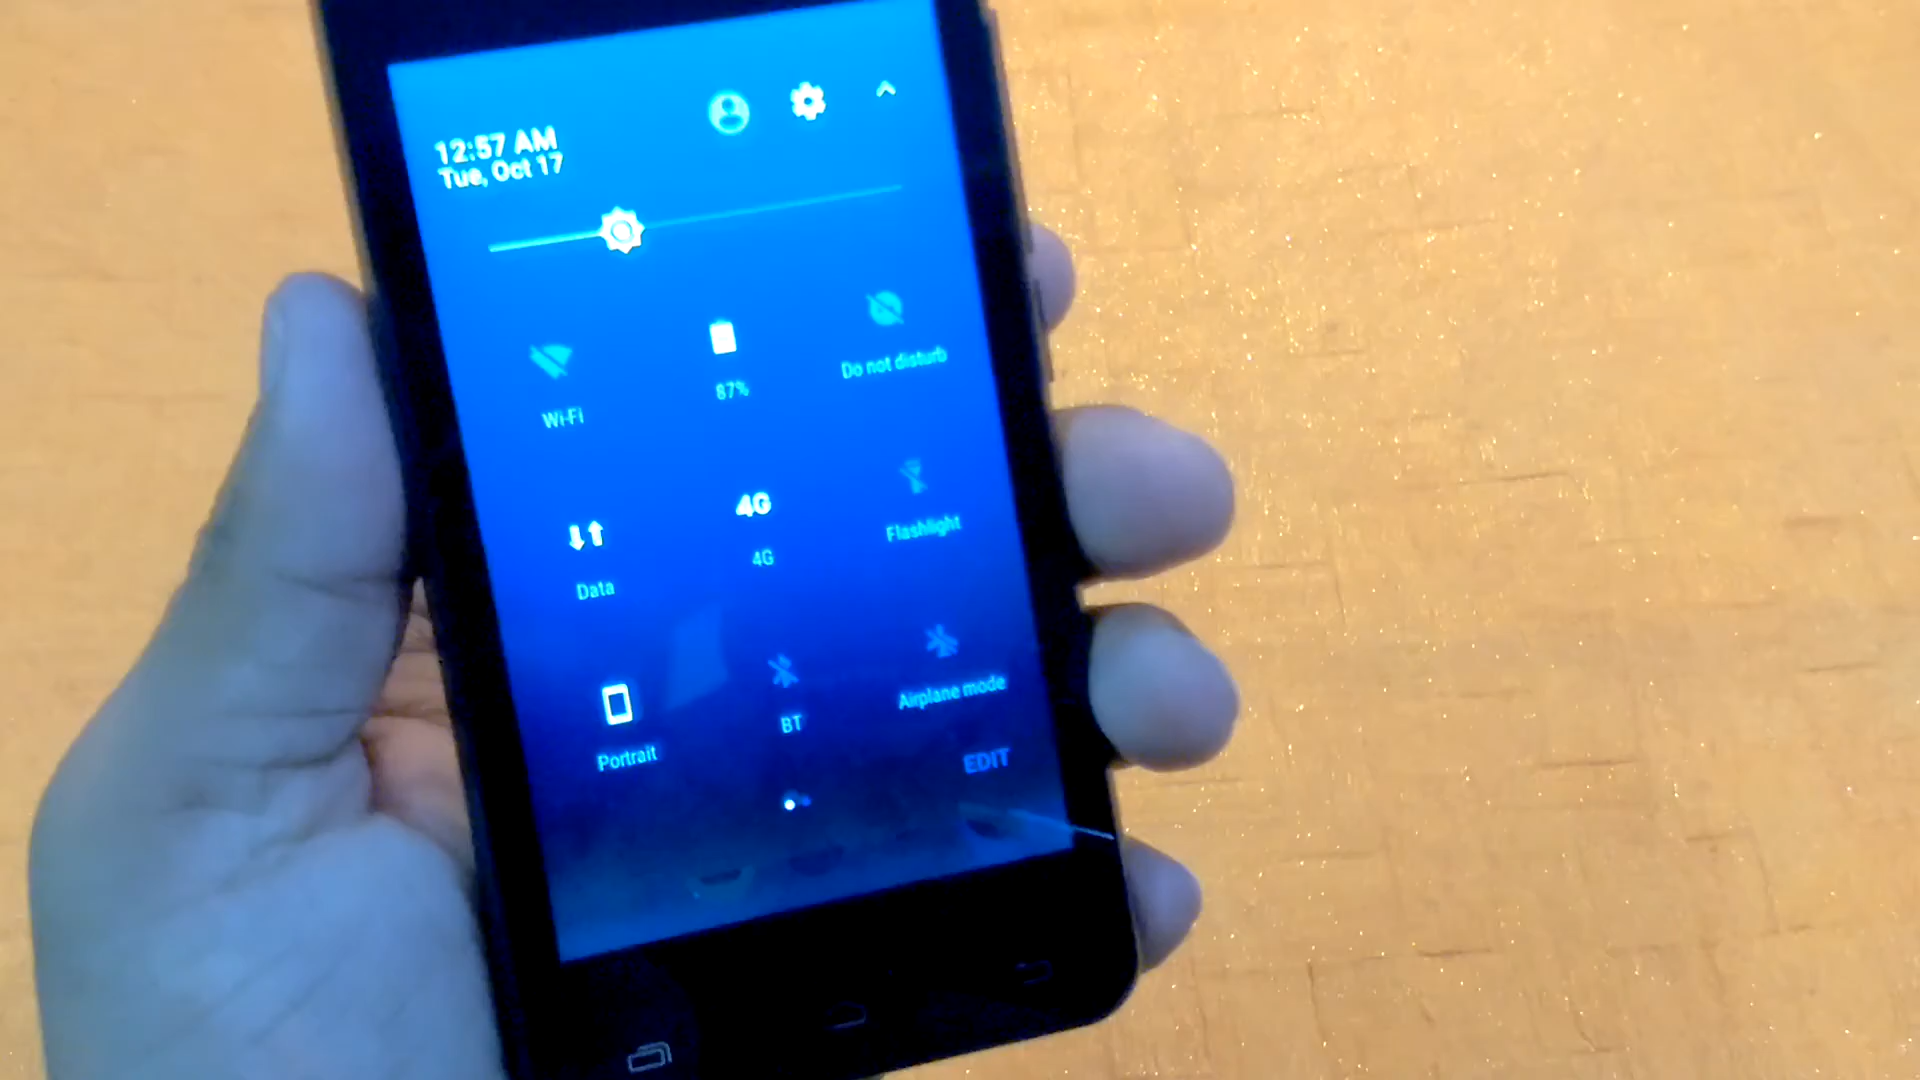 12:57 AM
Tue, Oct 17
Wi-Fi
87%
Do not disturb
Data
4G
4G
Flashlight
Portrait
BT
Airplane mode
EDIT